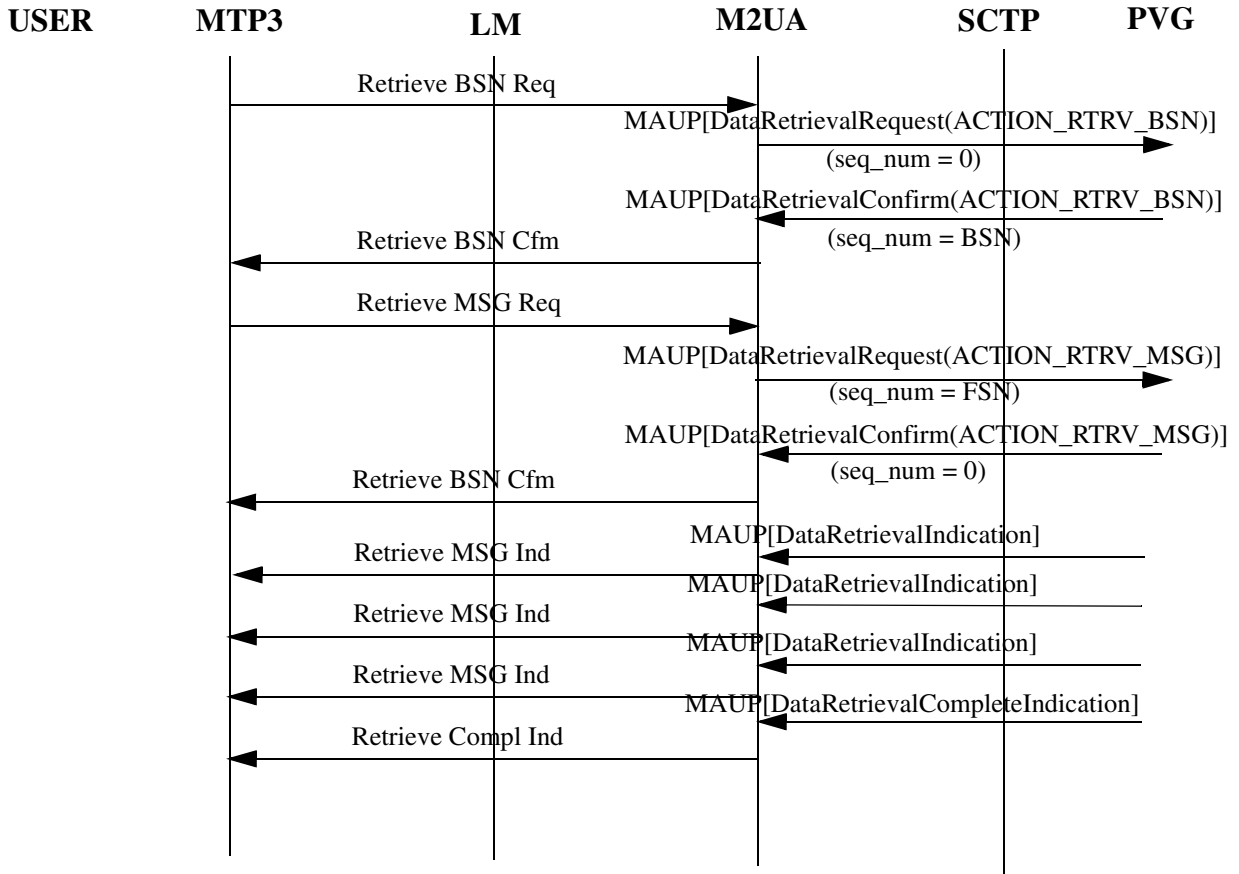 USER MTP3 LM M2UA SCTP PVG
Retrieve BSN Req
MAUP[DataRetrievalRequest(ACTION_RTRV_BSN)]
(seq_num = 0)
MAUP[DataRetrievalConfirm(ACTION_RTRV_BSN)]
(seq_num = BSN)
Retrieve BSN Cfm
Retrieve MSG Req
MAUP[DataRetrievalRequest(ACTION_RTRV_MSG)]
(seq_num = FSN)
MAUP[DataRetrievalConfirm(ACTION_RTRV_MSG)]
(seq_num = 0)
Retrieve BSN Cfm
MAUP[DataRetrievalIndication]
Retrieve MSG Ind
MAUP[DataRetrievalIndication]
Retrieve MSG Ind
MAUP[DataRetrievalIndication]
Retrieve MSG Ind
MAUP[DataRetrievalCompleteIndication]
Retrieve Compl Ind